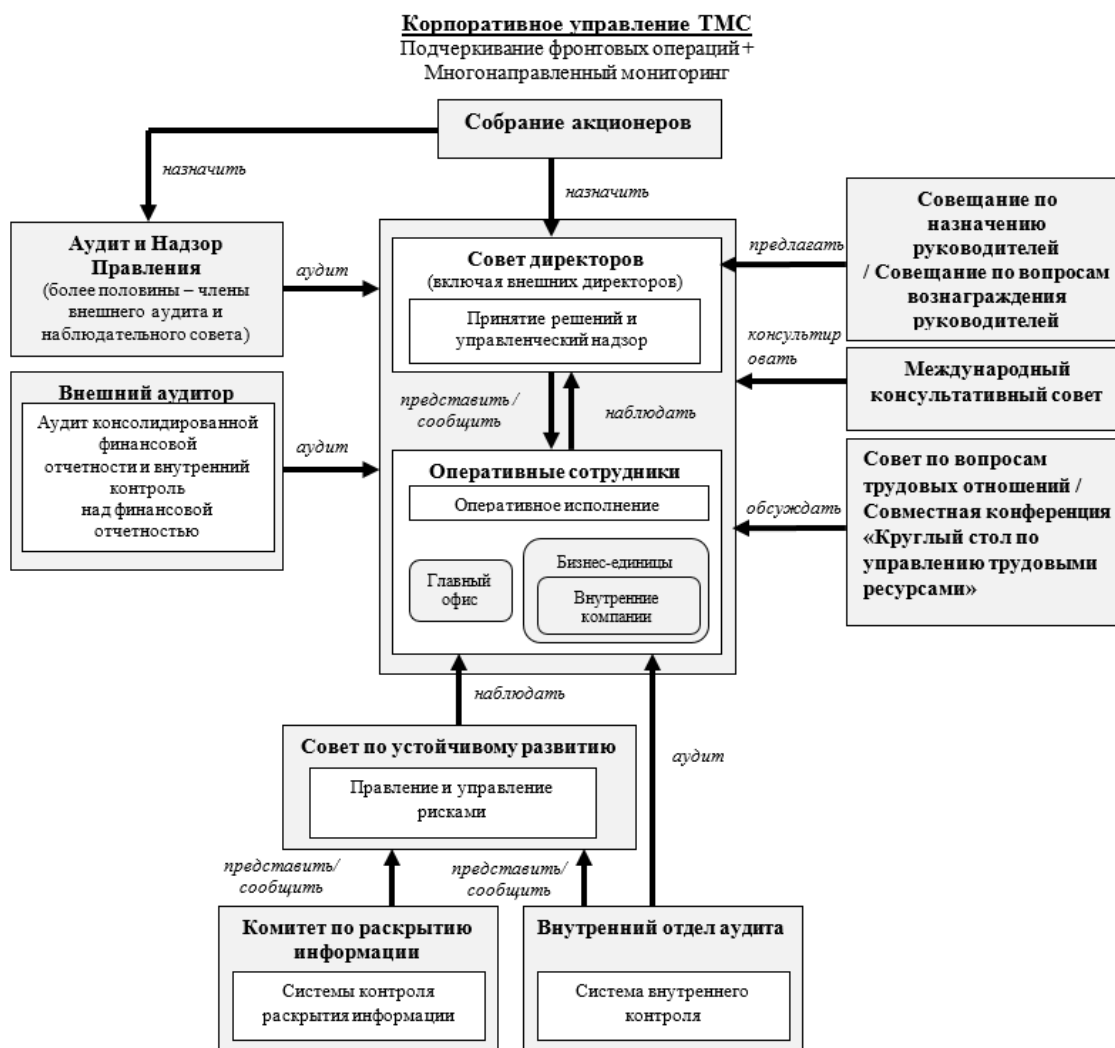 Корпоративное управление ТМС
Подчеркивание фронтовых операций +
Многонаправленный мониторинг
Собрание акционеров
назначить
назначить
Аудит и Надзор
Правления
(более половины – члены
внешнего аудита и
наблюдательного совета)
аудит
Совет директоров
(включая внешних директоров)
Принятие решений и
управленческий надзор
предлагать
Совещание по
назначению
руководителей
/ Совещание по вопросам
вознаграждения
руководителей
консультир
овать
Международный
консультативный совет
Внешний аудитор
Аудит консолидированной
финансовой
отчетности и внутренний
контроль
над финансовой
отчетностью
аудит
представить/
сообщить
наблюдать
Оперативные сотрудники
Оперативное исполнение
Главный
офис
Бизнес-единицы
Внутренние
компании
обсуждать
Совет по вопросам
трудовых отношений /
Совместная конференция
«Круглый стол по
управлению трудовыми
ресурсами»
наблюдать
аудит
Совет по устойчивому развитию
Правление и управление
рисками
представить/
сообщить
представить/
сообщить
Комитет по раскрытию
информации
Системы контроля
раскрытия информации
Внутренний отдел аудита
Система внутреннего
контроля